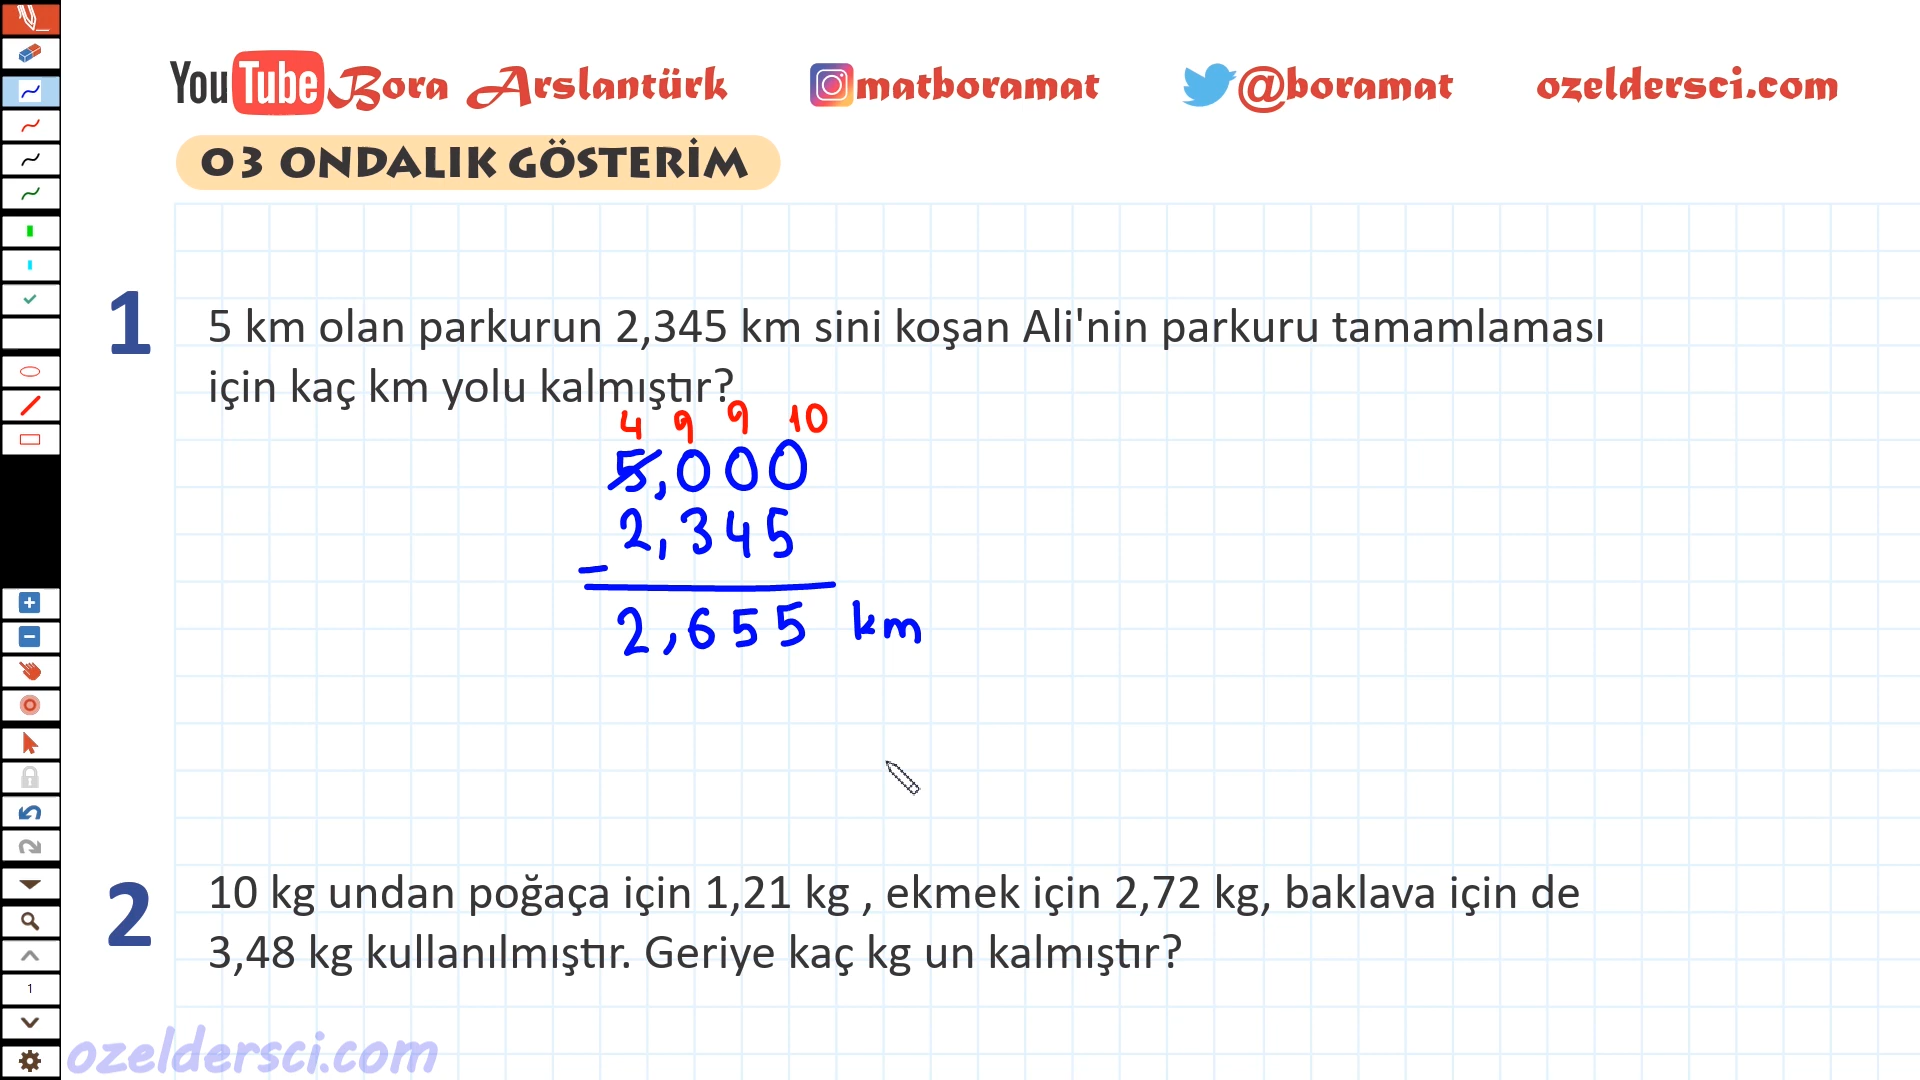 YouTube Bora Arslantürk matboramat @boramat ozeldersci.com
03 ONDALIK GÖSTERİM
1 5 km olan parkurun 2,345 km sini koşan Ali'nin parkuru tamamlaması
için kaç km yolu kalmıştır?
4 9 9 10
5,000
2,345
-
2,655 km
2 10 kg undan poğaça için 1,21 kg , ekmek için 2,72 kg, baklava için de
3,48 kg kullanılmıştır. Geriye kaç kg un kalmıştır?
1
ozeldersci.com